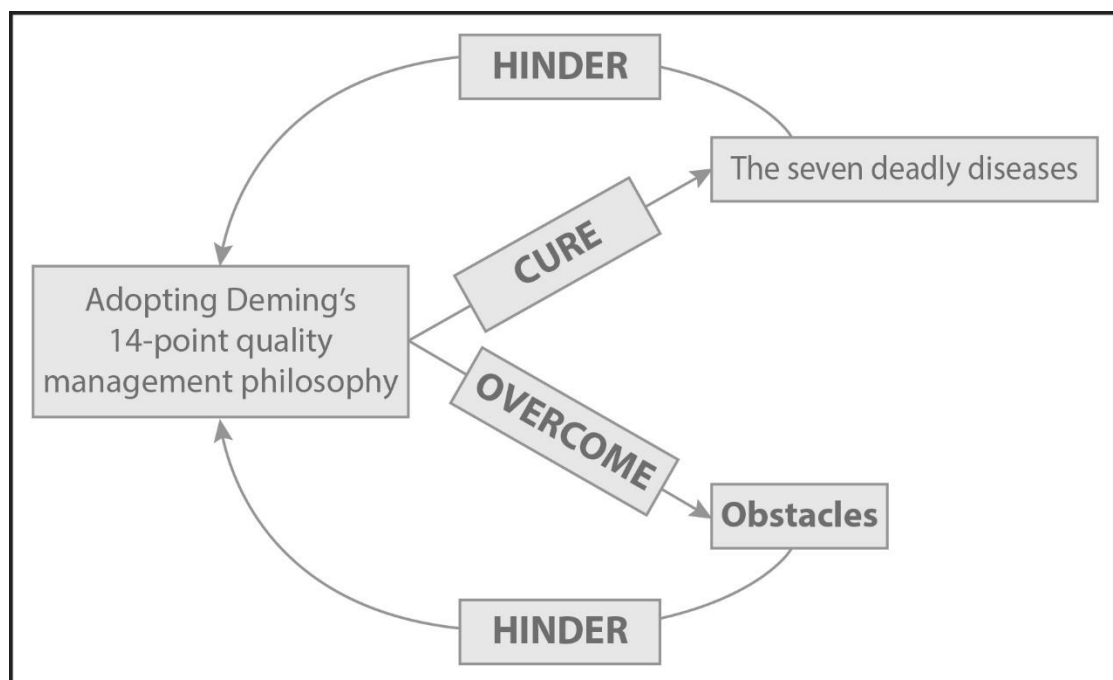 HINDER
The seven deadly diseases
CURE
Adopting Deming’s
14-point quality
management philosophy
OVERCOME
Obstacles
HINDER